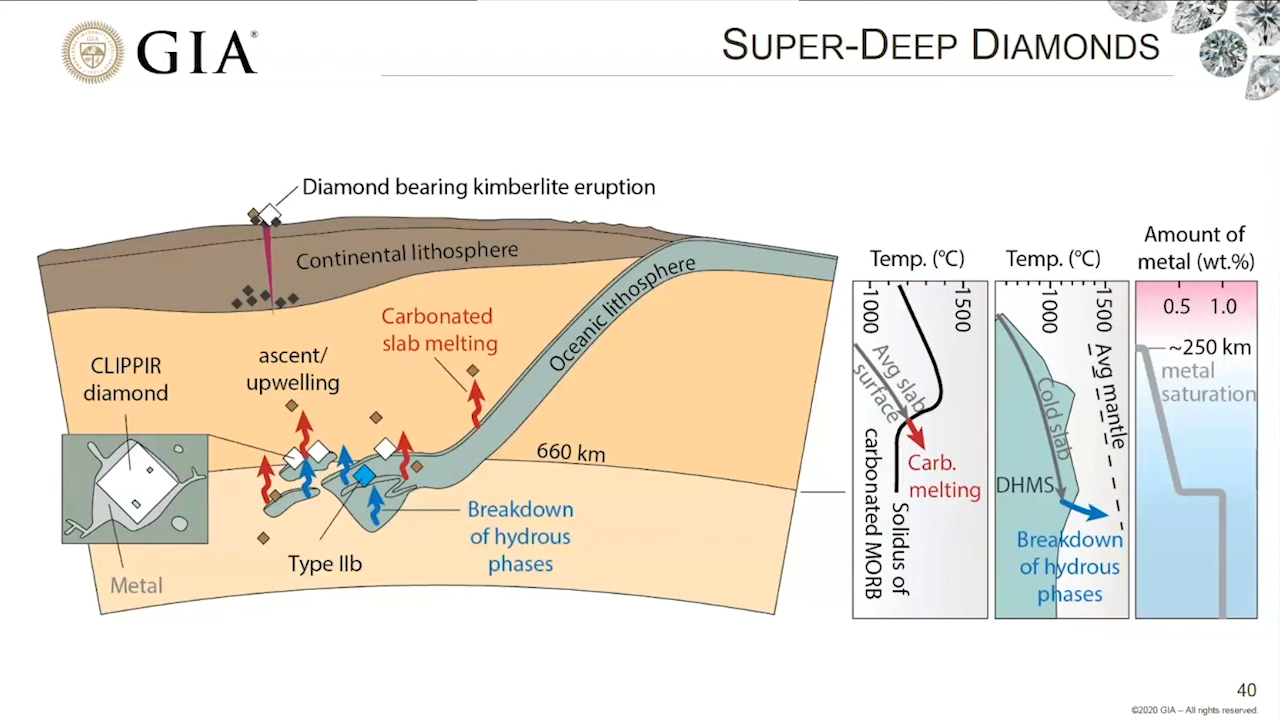 GIA®
SUPER-DEEP DIAMONDS
Diamond bearing kimberlite eruption
Continental lithosphere
Oceanic lithosphere
Carbonated
slab melting
ascent/
upwelling
CLIPPIR
diamond
660 km
Metal
Type IIb
Breakdown
of hydrous
phases
Temp. (°C)
1000
1500
Avg slab
surface
Carb.
melting
Solidus of
carbonated MORB
Temp. (°C)
1000
1500
Cold slab
Avg mantle
DHMS
Breakdown
of hydrous
phases
Amount of
metal (wt.%)
0.5 1.0
~250 km
metal
saturation
40
©2020 GIA – All rights reserved.